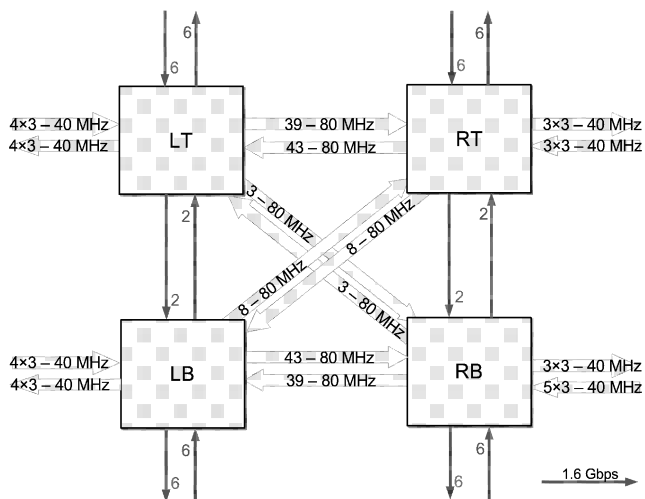 6
6
6
6
4×3 – 40 MHz
4×3 – 40 MHz
LT
39 – 80 MHz
43 – 80 MHz
RT
3×3 – 40 MHz
3×3 – 40 MHz
3 – 80 MHz
8 – 80 MHz
2
2
2
2
8 – 80 MHz
3 – 80 MHz
4×3 – 40 MHz
4×3 – 40 MHz
LB
43 – 80 MHz
39 – 80 MHz
RB
3×3 – 40 MHz
5×3 – 40 MHz
6
6
6
6
1.6 Gbps